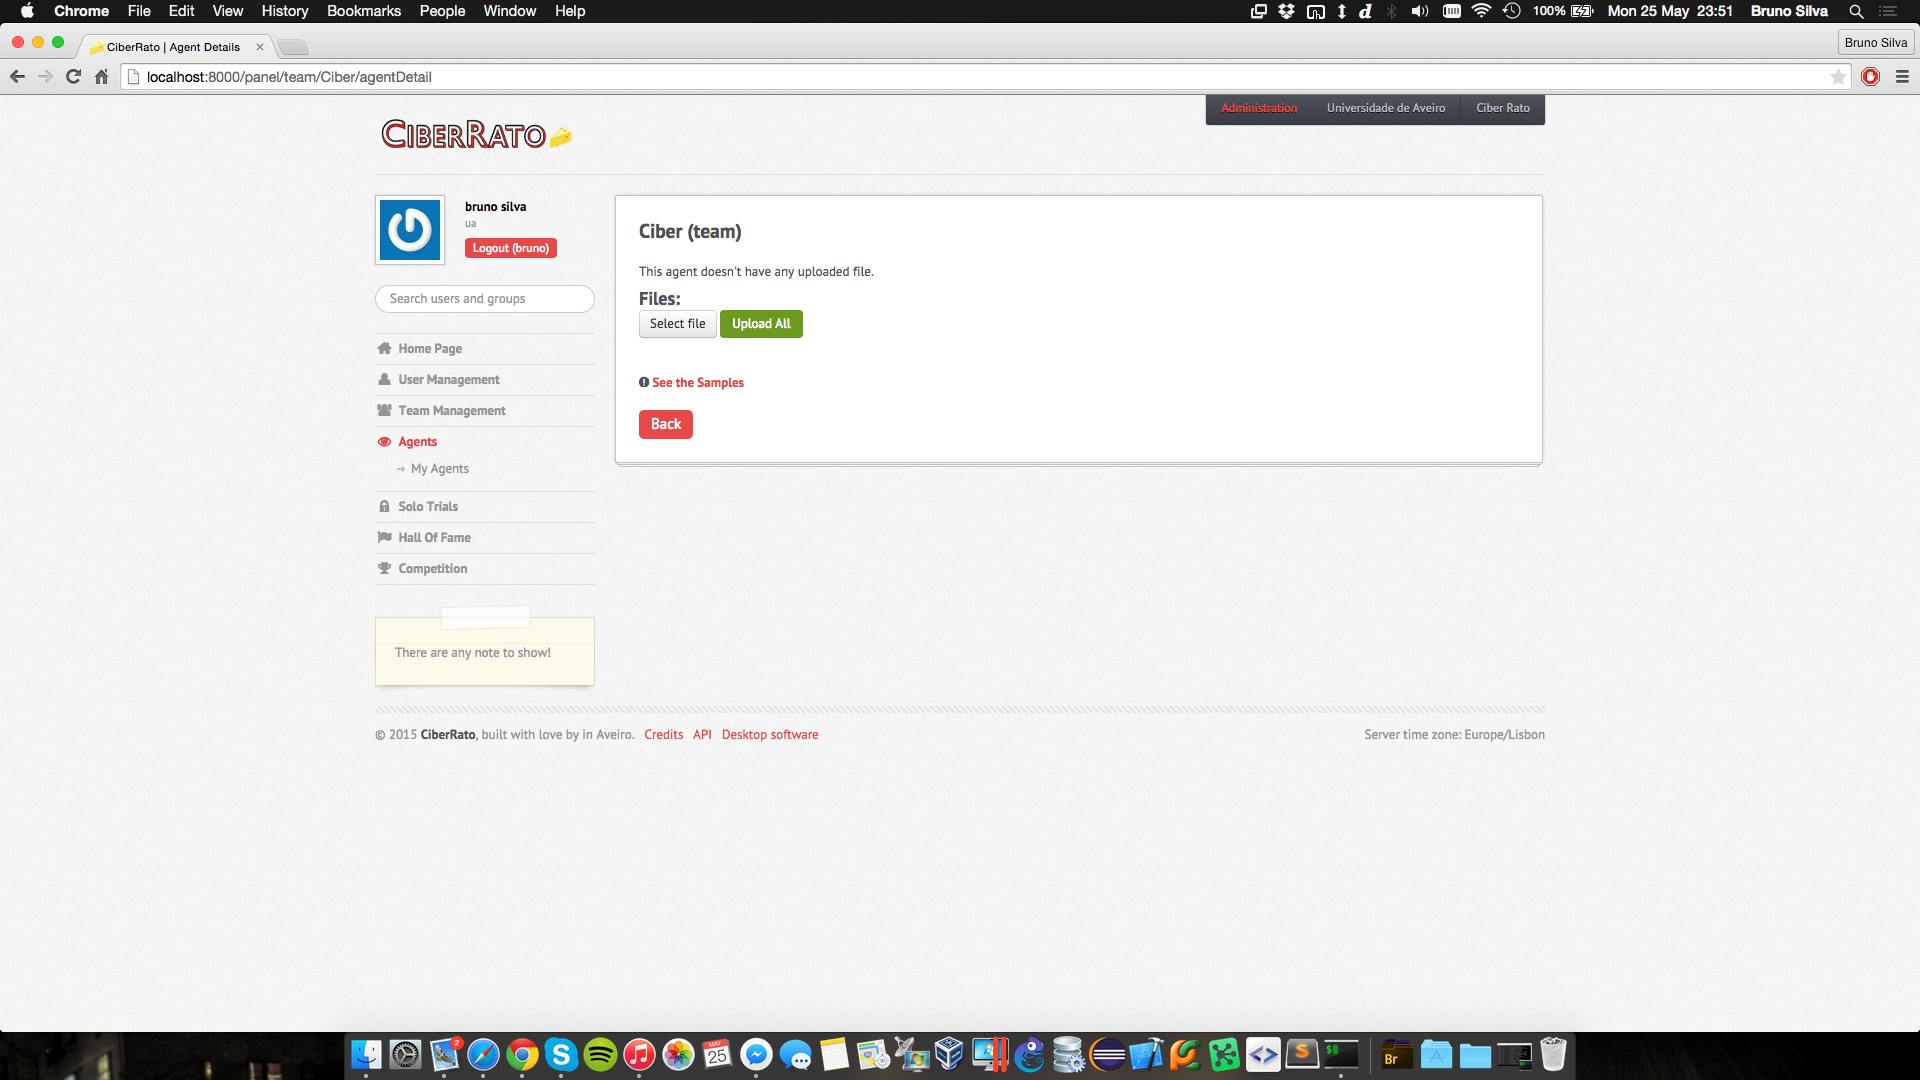 Chrome File Edit View History Bookmarks People Window Help 100% Mon 25 May 23:51 Bruno Silva
CiberRato | Agent Details
Bruno Silva
localhost:8000/panel/team/Ciber/agentDetail
Administration Universidade de Aveiro Ciber Rato
CIBERRATO
bruno silva
ua
Logout (bruno)
Search users and groups
Home Page
User Management
Team Management
Agents
My Agents
Solo Trials
Hall Of Fame
Competition
There are any note to show!
Ciber (team)
This agent doesn't have any uploaded file.
Files:
Select file Upload All
See the Samples
Back
© 2015 CiberRato, built with love by in Aveiro. Credits API Desktop software
Server time zone: Europe/Lisbon
2
MAY
25
Br